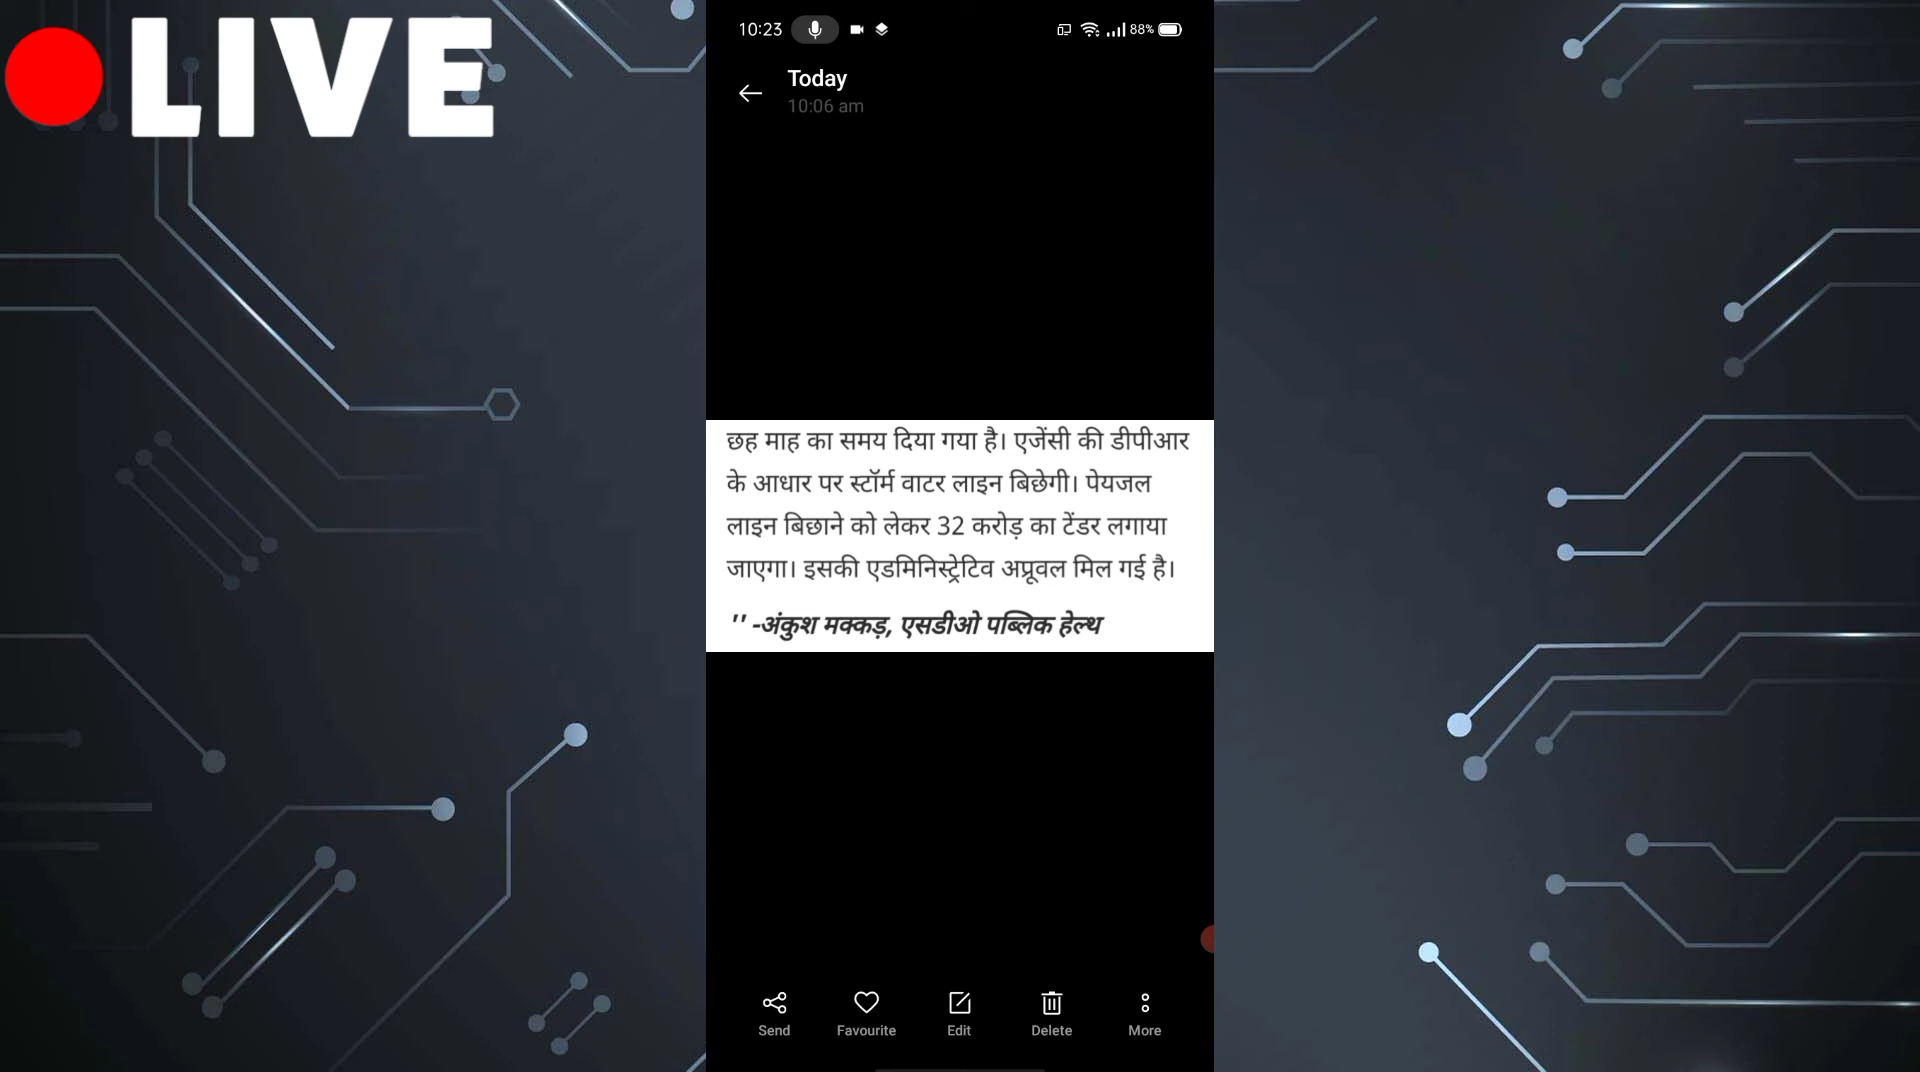 LIVE
10:23
88%
Today
10:06 am
छह माह का समय दिया गया है। एजेंसी की डीपीआर
के आधार पर स्टॉर्म वाटर लाइन बिछेगी। पेयजल
लाइन बिछाने को लेकर 32 करोड़ का टेंडर लगाया
जाएगा। इसकी एडमिनिस्ट्रेटिव अप्रूवल मिल गई है।
'' -अंकुश मक्कड़, एसडीओ पब्लिक हेल्थ
Send Favourite Edit Delete More